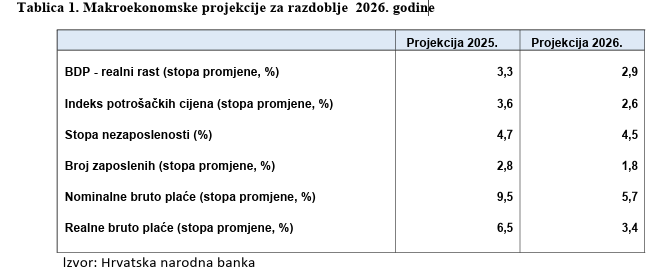 Tablica 1. Makroekonomske projekcije za razdoblje 2026. godine
Projekcija 2025. Projekcija 2026.
BDP - realni rast (stopa promjene, %) 3,3 2,9
Indeks potrošačkih cijena (stopa promjene, %) 3,6 2,6
Stopa nezaposlenosti (%) 4,7 4,5
Broj zaposlenih (stopa promjene, %) 2,8 1,8
Nominalne bruto plaće (stopa promjene, %) 9,5 5,7
Realne bruto plaće (stopa promjene, %) 6,5 3,4
Izvor: Hrvatska narodna banka